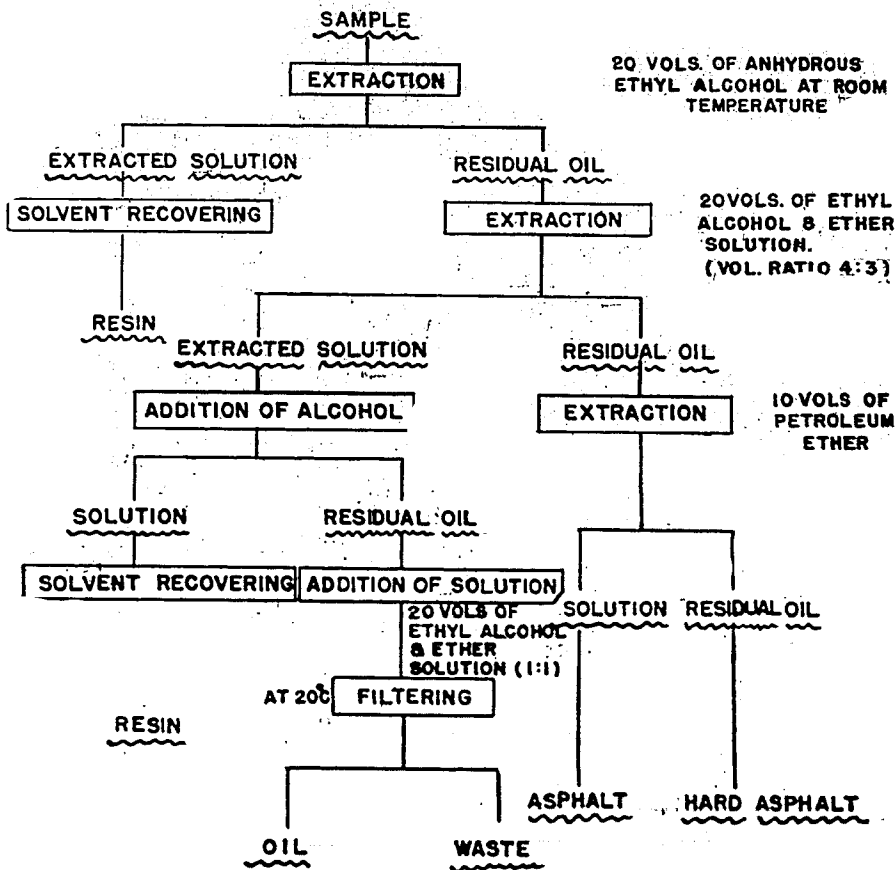 SAMPLE
EXTRACTION
20 VOLS. OF ANHYDROUS
ETHYL ALCOHOL AT ROOM
TEMPERATURE
EXTRACTED SOLUTION
RESIDUAL OIL
SOLVENT RECOVERING
EXTRACTION
20 VOLS. OF ETHYL
ALCOHOL & ETHER
SOLUTION.
(VOL. RATIO 4:3)
RESIN
EXTRACTED SOLUTION
RESIDUAL OIL
ADDITION OF ALCOHOL
EXTRACTION
10 VOLS OF
PETROLEUM
ETHER
SOLUTION
RESIDUAL OIL
SOLVENT RECOVERING
ADDITION OF SOLUTION
20 VOLS OF
ETHYL ALCOHOL
& ETHER
SOLUTION (1:1)
SOLUTION
RESIDUAL OIL
AT 20°C
FILTERING
RESIN
ASPHALT
HARD ASPHALT
OIL
WASTE